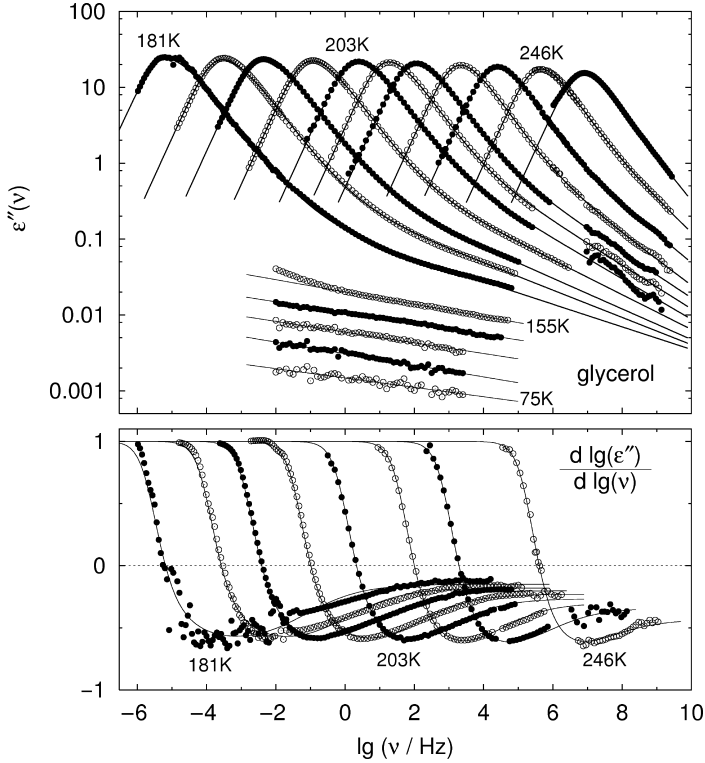 181K
203K
246K
100
10
1
0.1
0.01
0.001
ε″(ν)
155K
75K
glycerol
1
0
−1
d lg(ε″)
d lg(ν)
181K
203K
246K
−6 −4 −2 0 2 4 6 8 10
lg (ν / Hz)